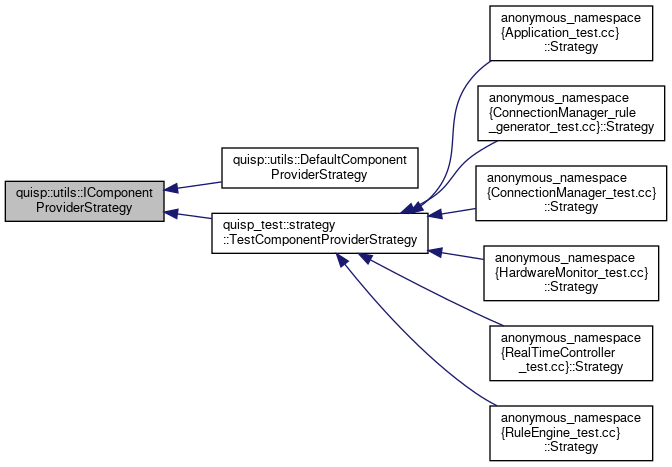 anonymous_namespace
{Application_test.cc}
::Strategy
anonymous_namespace
{ConnectionManager_rule
_generator_test.cc}::Strategy
quisp::utils::DefaultComponent
ProviderStrategy
anonymous_namespace
{ConnectionManager_test.cc}
::Strategy
quisp::utils::IComponent
ProviderStrategy
quisp_test::strategy
::TestComponentProviderStrategy
anonymous_namespace
{HardwareMonitor_test.cc}
::Strategy
anonymous_namespace
{RealTimeController
_test.cc}::Strategy
anonymous_namespace
{RuleEngine_test.cc}
::Strategy